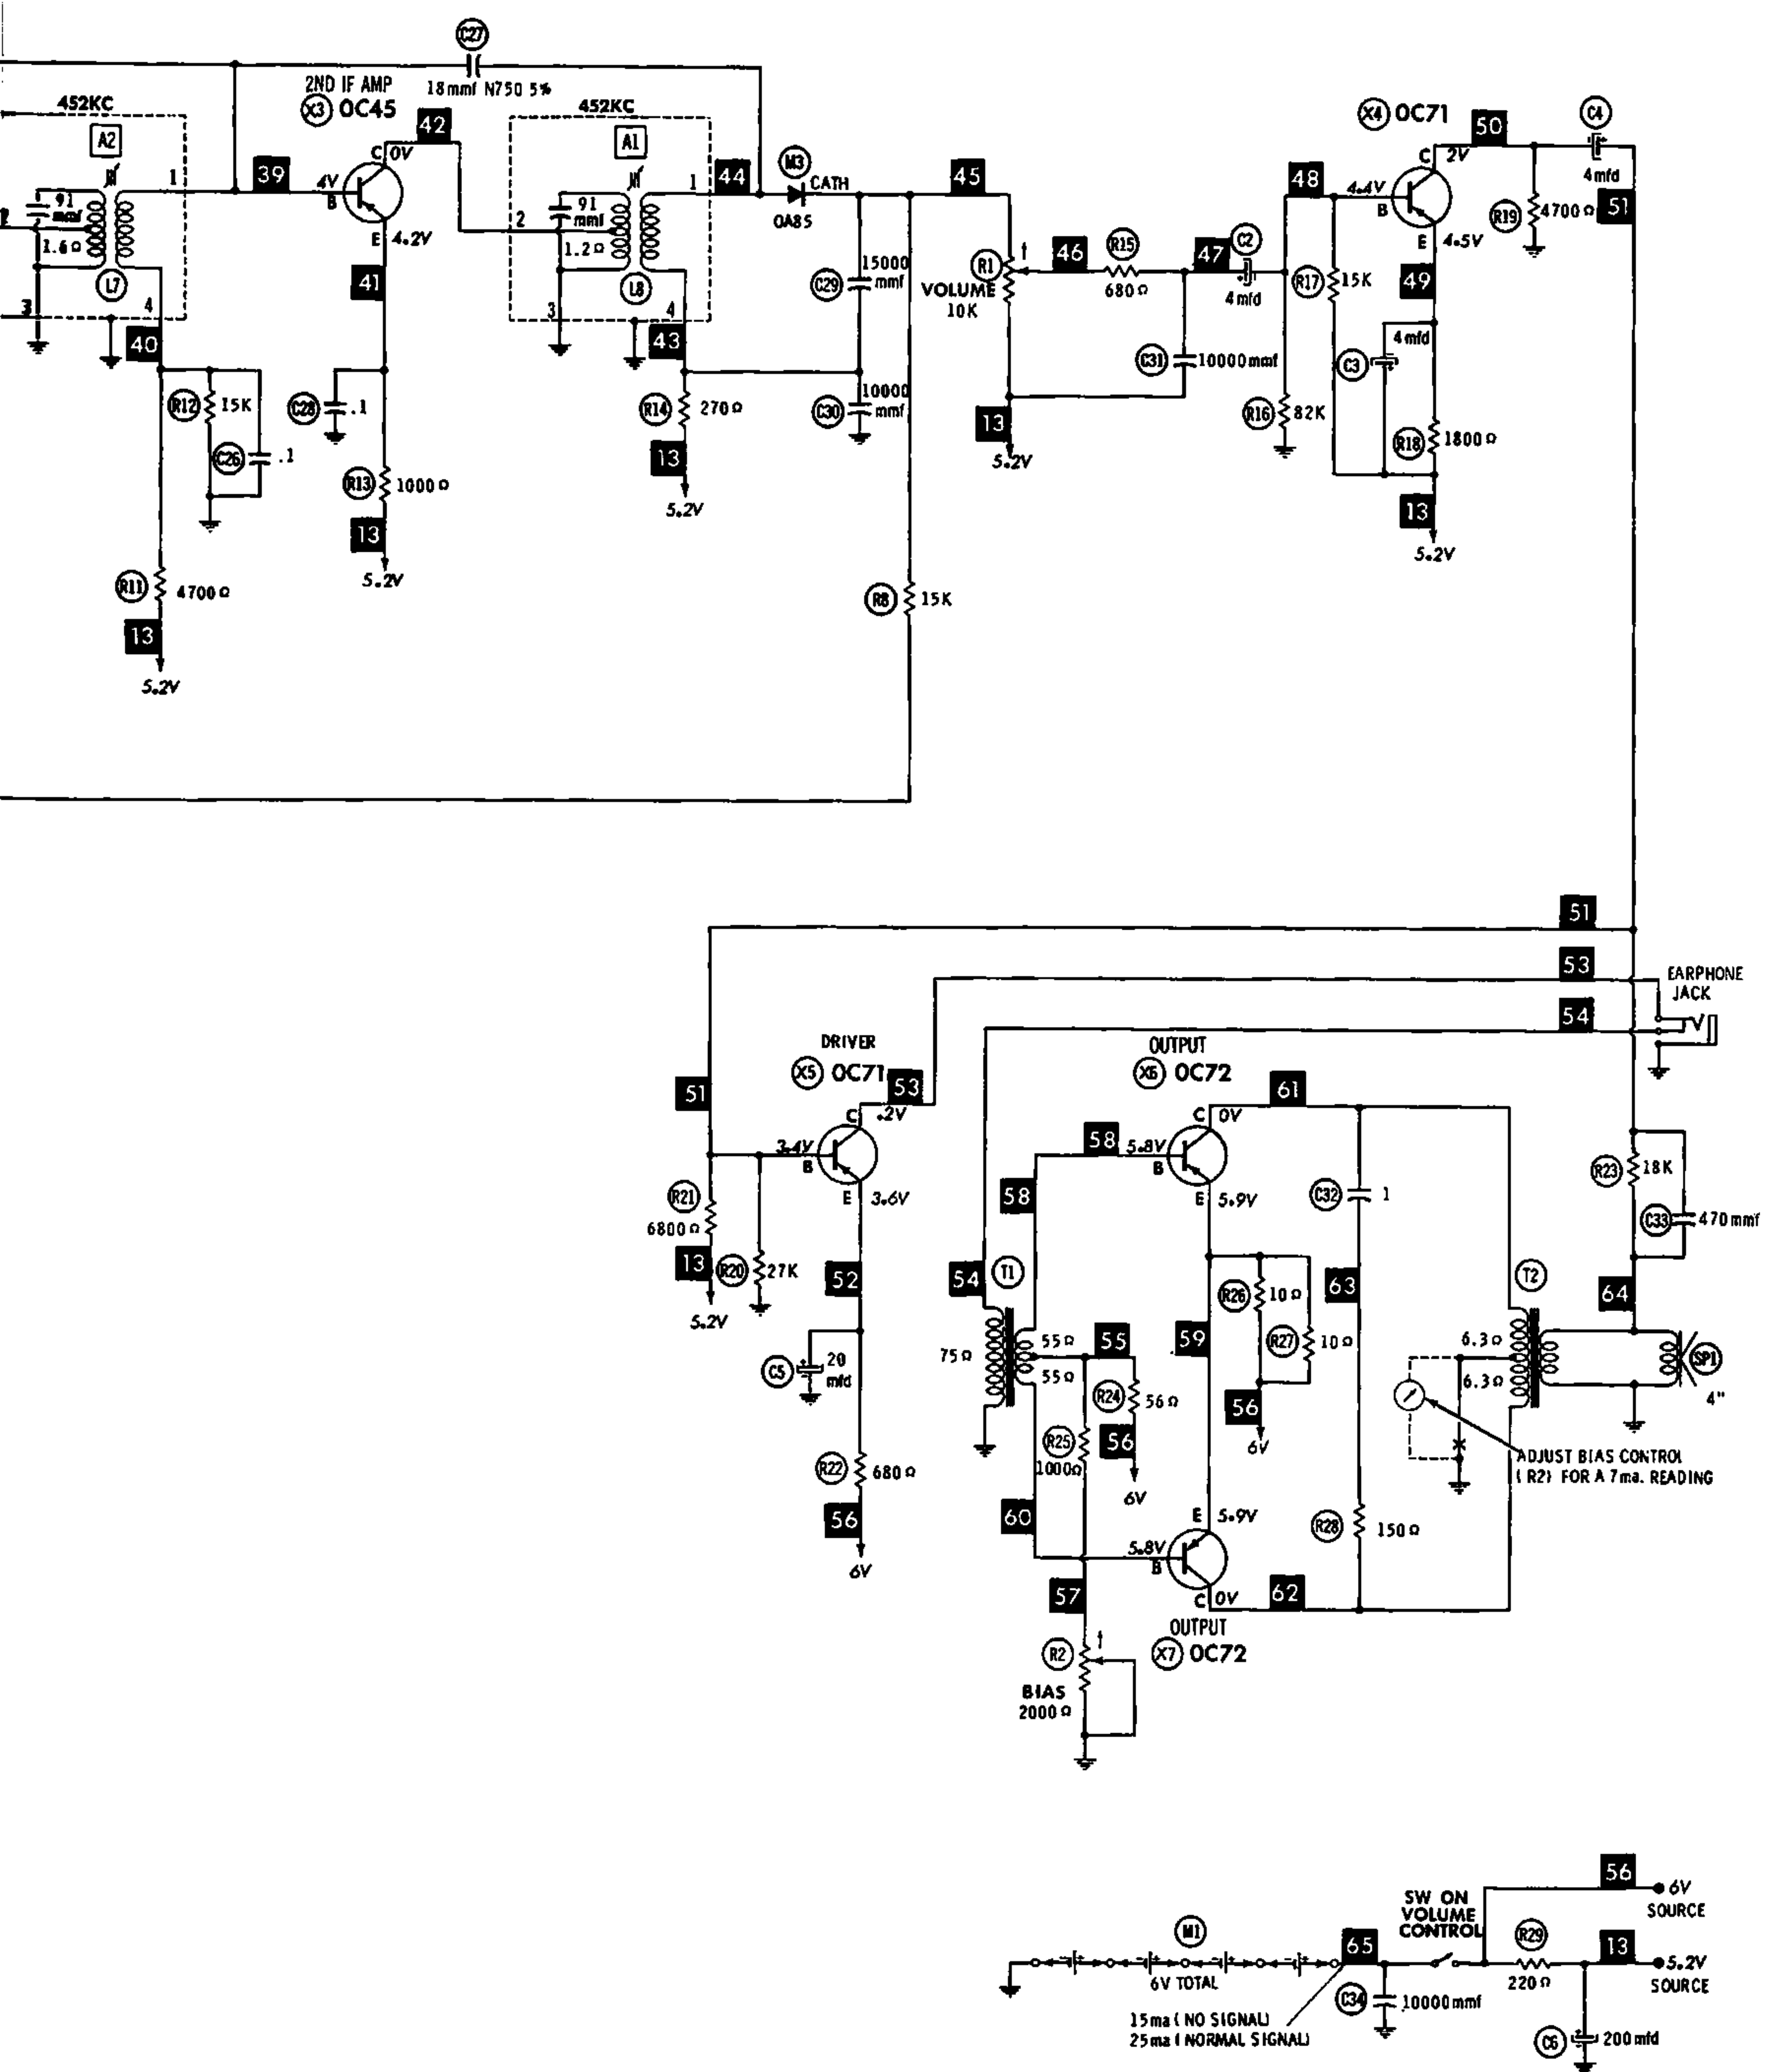 C27
2ND IF AMP
18mmf N750 5%
X3 OC45
452KC
452KC
X4 OC71
C4
A2
42
A1
50
C
0V
C
2V
4mfd
1
39
4V
B
1
44
M3
CATH
45
48
4.4V
B
R19
4700Ω
51
91
mmf
2
91
mmf
OA85
1.6Ω
E
4.2V
1.2Ω
R1
46
R15
47
C2
E
4.5V
L7
41
L8
C29
15000
mmf
VOLUME
10K
680Ω
4mfd
R17
15K
49
3
4
3
4
40
43
4mfd
C31
10000mmf
C3
R12
15K
C28
.1
R14
270Ω
C30
10000
mmf
13
5.2V
R16
82K
R18
1800Ω
C26
.1
13
R13
1000Ω
5.2V
13
13
5.2V
5.2V
R11
4700Ω
R8
15K
13
5.2V
51
53
EARPHONE
JACK
54
DRIVER
OUTPUT
X5 OC71
53
X6 OC72
51
C
.2V
C
0V
61
3.4V
B
58
5.8V
B
R23
18K
R21
E
3.6V
58
E
5.9V
C32
1
6800Ω
C33
470mmf
13
R20
27K
52
54
T1
R26
10Ω
63
T2
64
5.2V
55Ω
55
59
R27
10Ω
6.3Ω
75Ω
SP1
C5
20
mfd
55Ω
R24
56Ω
56
6.3Ω
4"
R25
56
6V
ADJUST BIAS CONTROL
(R2) FOR A 7ma. READING
R22
680Ω
1000Ω
6V
56
60
E
5.9V
R28
150Ω
6V
5.8V
B
57
C
0V
62
OUTPUT
R2
X7 OC72
BIAS
2000Ω
56
6V
SOURCE
SW ON
VOLUME
CONTROL
M1
65
R29
13
5.2V
SOURCE
6V TOTAL
220Ω
C34
10000mmf
15ma (NO SIGNAL)
25ma (NORMAL SIGNAL)
C6
200mfd